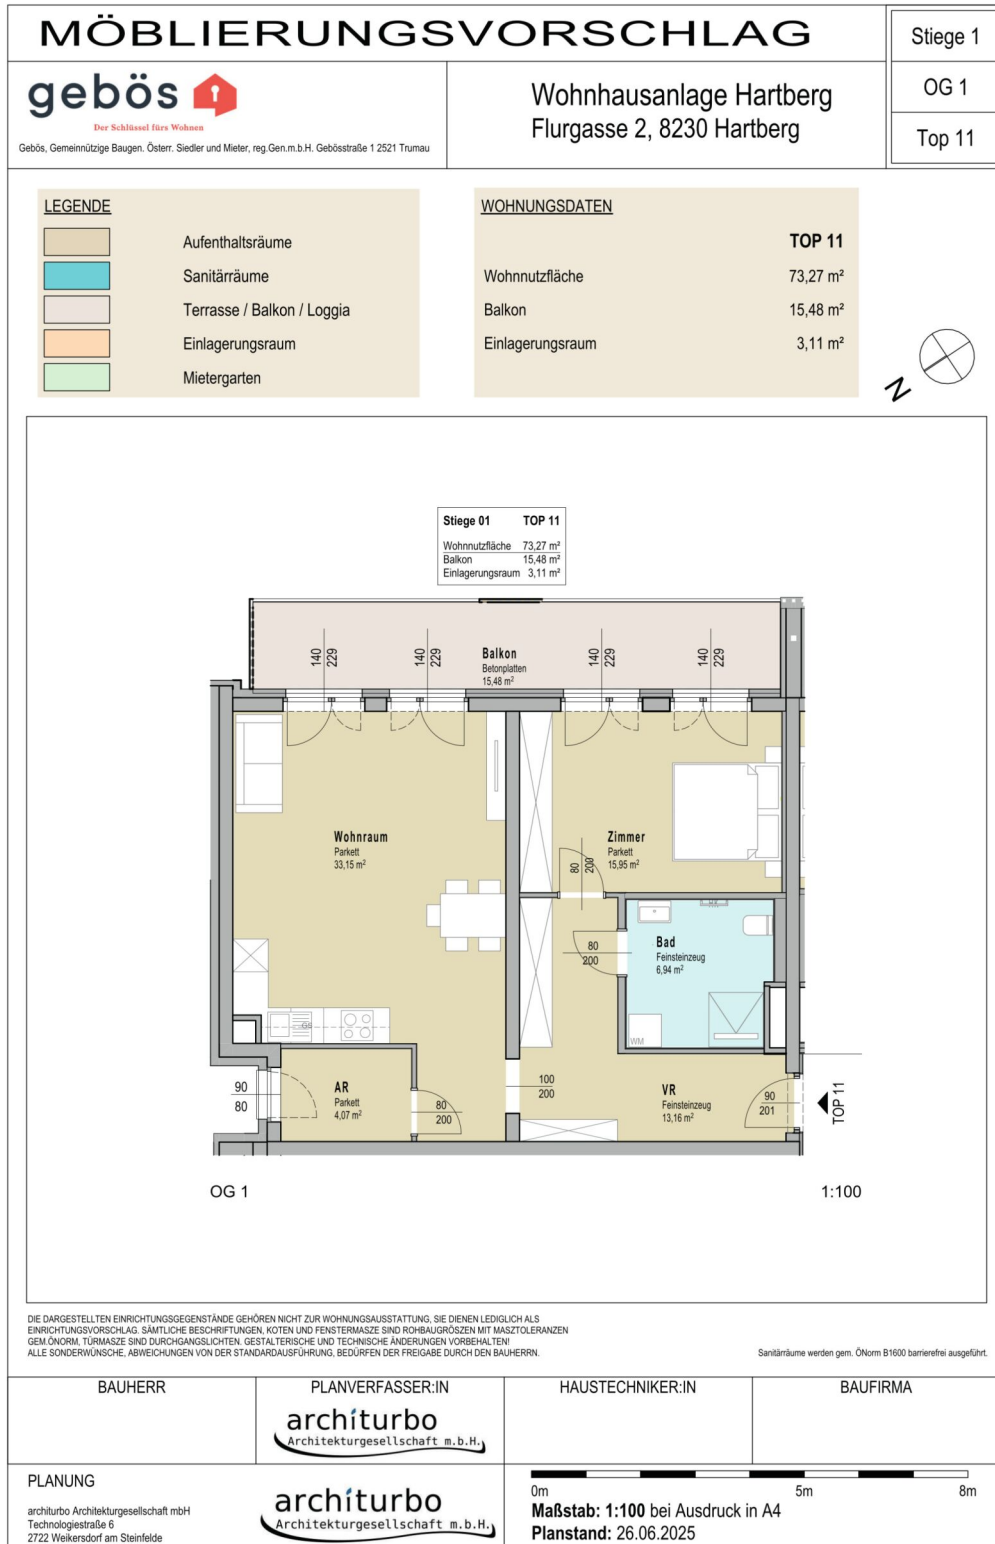 MÖBLIERUNGSVORSCHLAG
Stiege 1
OG 1
Top 11
gebös
Der Schlüssel fürs Wohnen
Gebös, Gemeinnützige Baugen. Österr. Siedler und Mieter, reg.Gen.m.b.H. Gebösstraße 1 2521 Trumau
Wohnhausanlage Hartberg
Flurgasse 2, 8230 Hartberg
LEGENDE
Aufenthaltsräume
Sanitärräume
Terrasse / Balkon / Loggia
Einlagerungsraum
Mietergarten
WOHNUNGSDATEN
TOP 11
Wohnnutzfläche 73,27 m²
Balkon 15,48 m²
Einlagerungsraum 3,11 m²
N
Stiege 01 TOP 11
Wohnnutzfläche 73,27 m²
Balkon 15,48 m²
Einlagerungsraum 3,11 m²
140
229
140
229
Balkon
Betonplatten
15,48 m²
140
229
140
229
Wohnraum
Parkett
33,15 m²
Zimmer
Parkett
15,95 m²
80
200
80
200
Bad
Feinsteinzeug
6,94 m²
GS
WM
90
80
AR
Parkett
4,07 m²
80
200
100
200
VR
Feinsteinzeug
13,16 m²
90
201
TOP 11
OG 1
1:100
DIE DARGESTELLTEN EINRICHTUNGSGEGENSTÄNDE GEHÖREN NICHT ZUR WOHNUNGSAUSSTATTUNG, SIE DIENEN LEDIGLICH ALS
EINRICHTUNGSVORSCHLAG. SÄMTLICHE BESCHRIFTUNGEN, KOTEN UND FENSTERMASZE SIND ROHBAUGRÖSZEN MIT MASZTOLERANZEN
GEM.ÖNORM, TÜRMASZE SIND DURCHGANGSLICHTEN. GESTALTERISCHE UND TECHNISCHE ÄNDERUNGEN VORBEHALTEN!
ALLE SONDERWÜNSCHE, ABWEICHUNGEN VON DER STANDARDAUSFÜHRUNG, BEDÜRFEN DER FREIGABE DURCH DEN BAUHERRN.
Sanitärräume werden gem. ÖNorm B1600 barrierefrei ausgeführt.
BAUHERR
PLANVERFASSER:IN
HAUSTECHNIKER:IN
BAUFIRMA
architurbo
Architekturgesellschaft m.b.H.
PLANUNG
architurbo Architekturgesellschaft mbH
Technologiestraße 6
2722 Weikersdorf am Steinfelde
architurbo
Architekturgesellschaft m.b.H.
0m 5m 8m
Maßstab: 1:100 bei Ausdruck in A4
Planstand: 26.06.2025